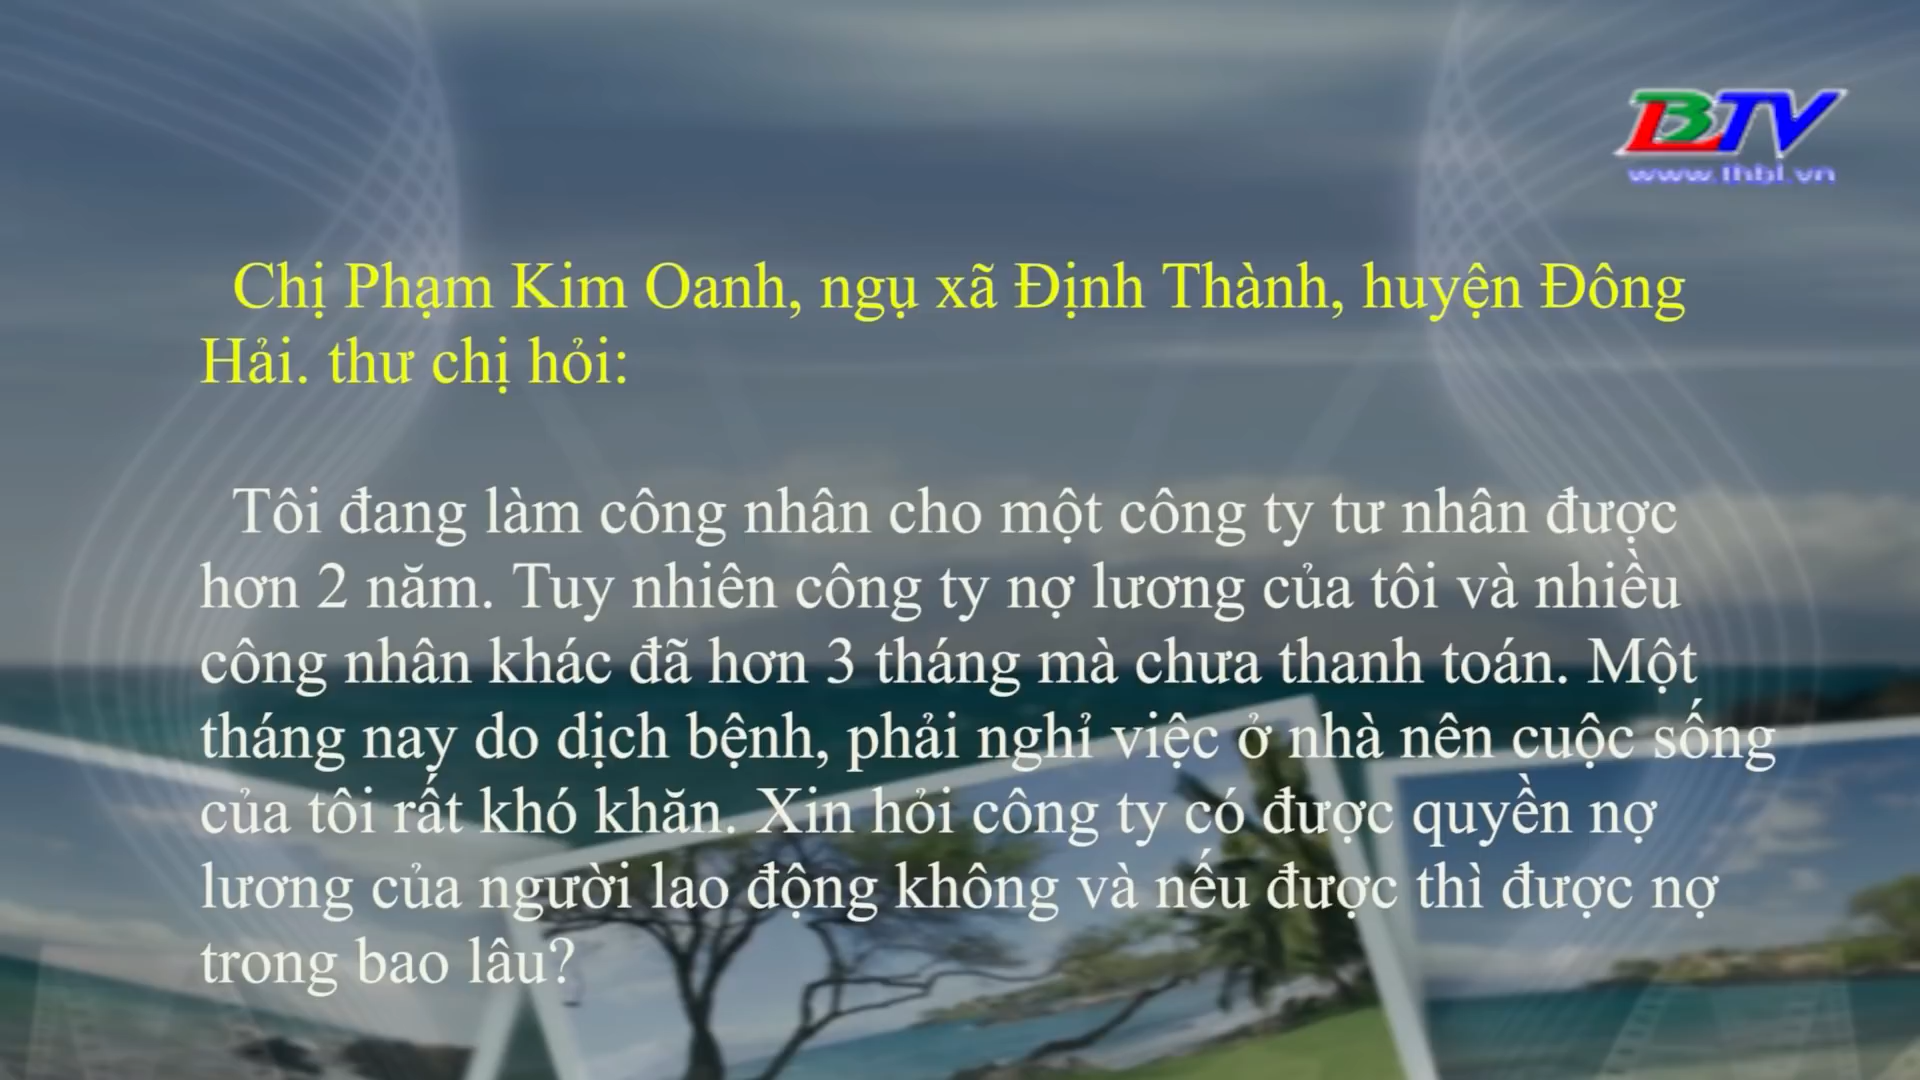 BTV
www.thbl.vn
Chị Phạm Kim Oanh, ngụ xã Định Thành, huyện Đông
Hải. thư chị hỏi:
Tôi đang làm công nhân cho một công ty tư nhân được
hơn 2 năm. Tuy nhiên công ty nợ lương của tôi và nhiều
công nhân khác đã hơn 3 tháng mà chưa thanh toán. Một
tháng nay do dịch bệnh, phải nghỉ việc ở nhà nên cuộc sống
của tôi rất khó khăn. Xin hỏi công ty có được quyền nợ
lương của người lao động không và nếu được thì được nợ
trong bao lâu?